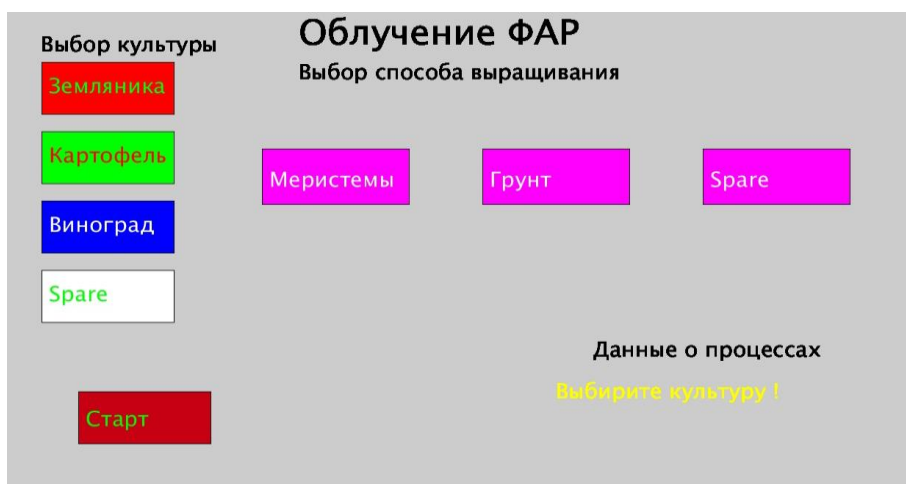 Облучение ФАР
Выбор культуры
Выбор способа выращивания
Земляника
Картофель
Виноград
Spare
Меристемы
Грунт
Spare
Данные о процессах
Выбирите культуру !
Старт